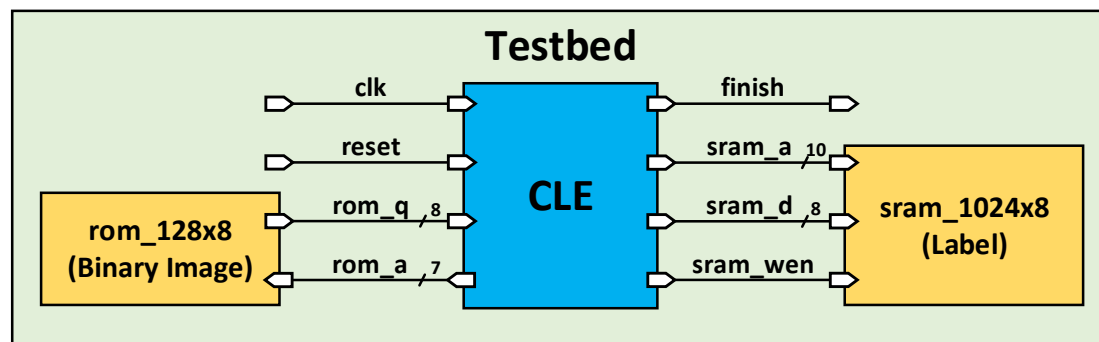 Testbed
clk
finish
reset
sram_a 10
rom_q 8
CLE
sram_d 8
rom_128x8
(Binary Image)
sram_1024x8
(Label)
rom_a 7
sram_wen